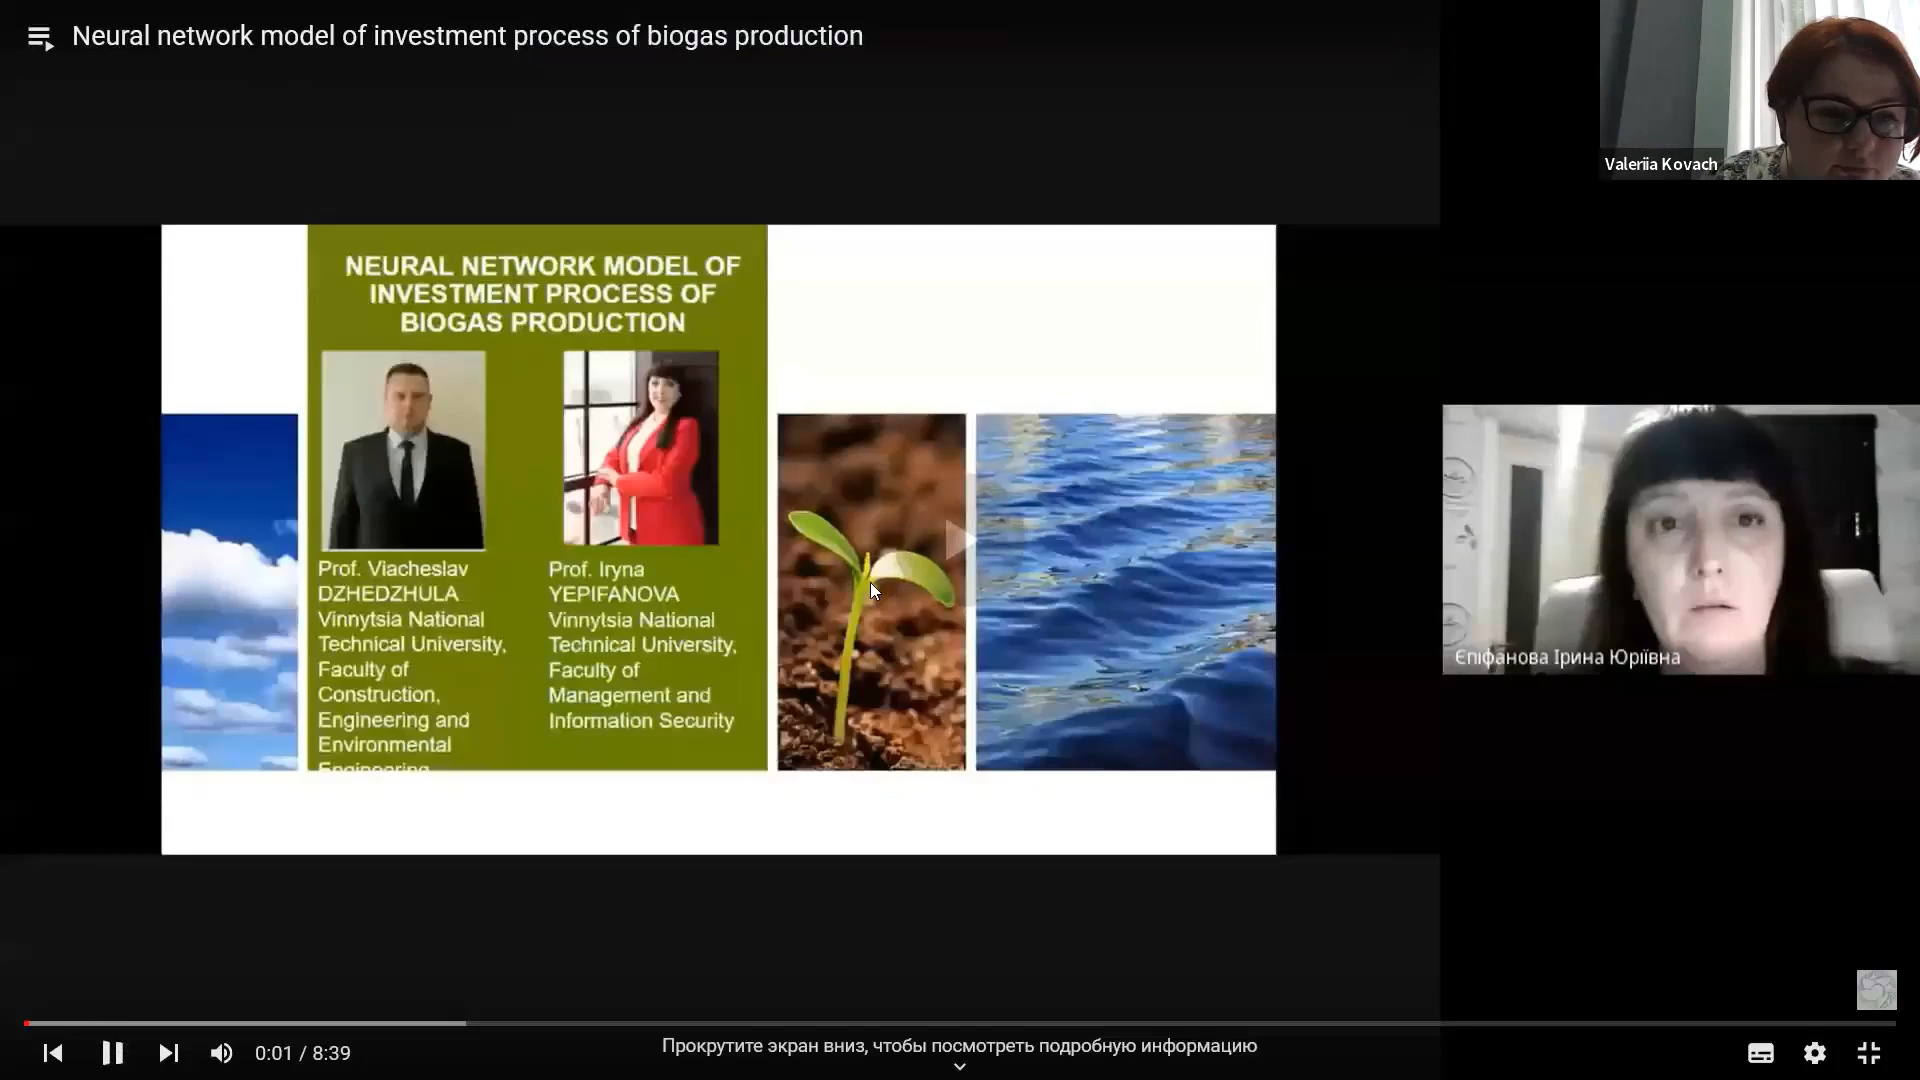 Neural network model of investment process of biogas production
Valeriia Kovach
NEURAL NETWORK MODEL OF
INVESTMENT PROCESS OF
BIOGAS PRODUCTION
Prof. Viacheslav
DZHEDZHULA
Vinnytsia National
Technical University,
Faculty of
Construction,
Engineering and
Environmental
Engineering
Prof. Iryna
YEPIFANOVA
Vinnytsia National
Technical University,
Faculty of
Management and
Information Security
Єпіфанова Ірина Юріївна
0:01 / 8:39
Прокрутите экран вниз, чтобы посмотреть подробную информацию